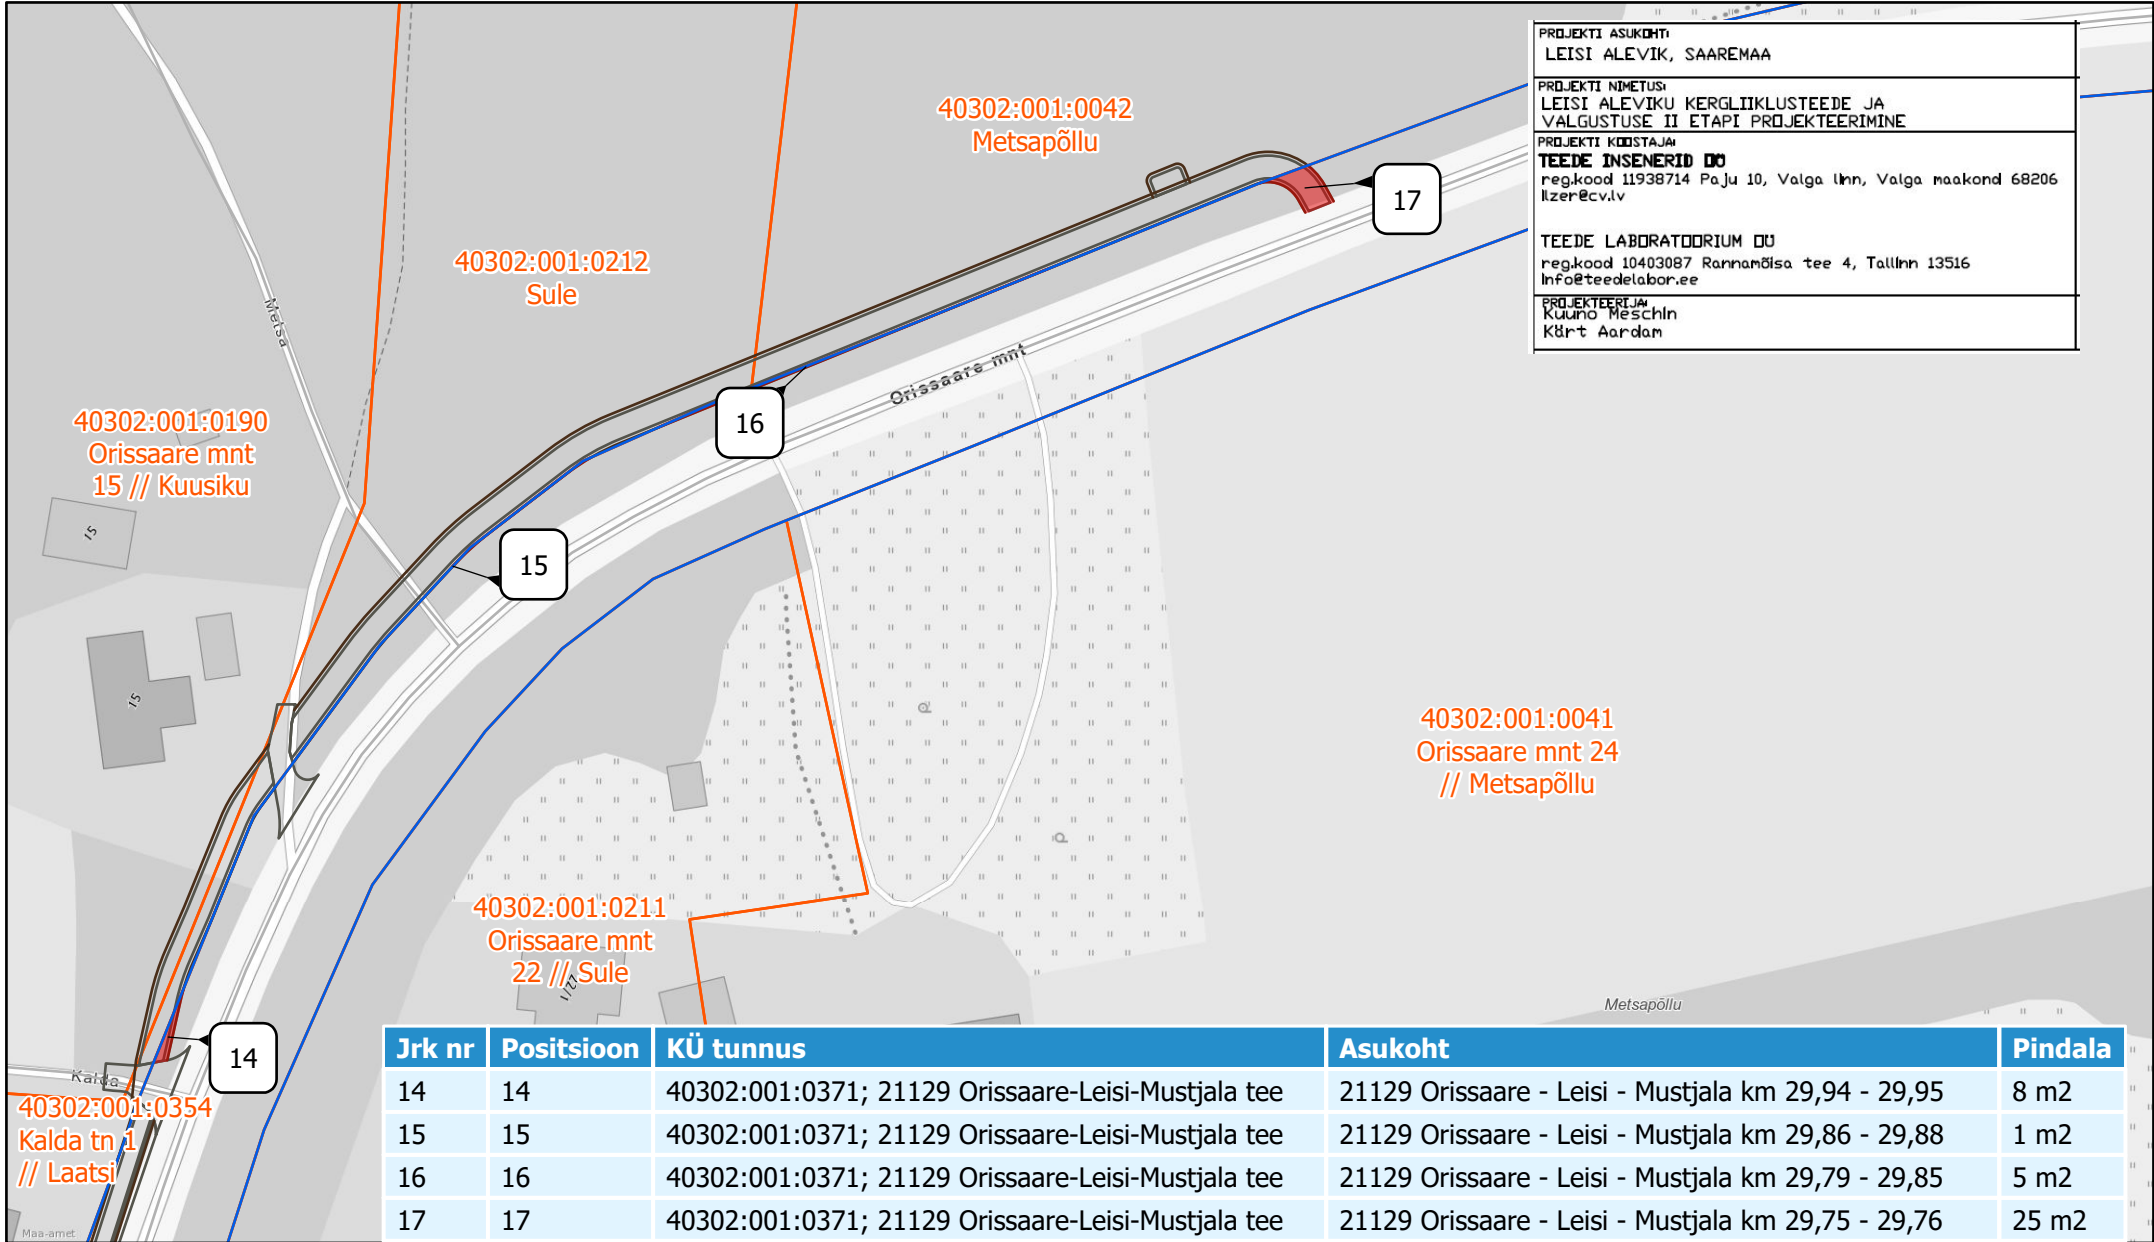 PROJEKTI ASUKOHT:
LEISI ALEVIK, SAAREMAA
PROJEKTI NIMETUS:
LEISI ALEVIKU KERGLIIKLUSTEEDE JA
VALGUSTUSE II ETAPI PROJEKTEERIMINE
PROJEKTI KOOSTAJA:
TEEDE INSENERID OÜ
reg.kood 11938714 Paju 10, Valga linn, Valga maakond 68206
ilzer@cv.lv
TEEDE LABORATOORIUM OÜ
reg.kood 10403087 Rannamõisa tee 4, Tallinn 13516
info@teedelabor.ee
PROJEKTEERIJA:
Kuuno Meschin
Kärt Aardam
40302:001:0042
Metsapõllu
17
40302:001:0212
Sule
Metsa
Orissaare mnt
16
40302:001:0190
Orissaare mnt
15 // Kuusiku
15
15
15
40302:001:0041
Orissaare mnt 24
// Metsapõllu
40302:001:0211
Orissaare mnt
22 // Sule
1/22
Metsapõllu
14
Kalda
40302:001:0354
Kalda tn 1
// Laatsi
Maa-amet
Jrk nr Positsioon KÜ tunnus Asukoht Pindala
14 14 40302:001:0371; 21129 Orissaare-Leisi-Mustjala tee 21129 Orissaare - Leisi - Mustjala km 29,94 - 29,95 8 m2
15 15 40302:001:0371; 21129 Orissaare-Leisi-Mustjala tee 21129 Orissaare - Leisi - Mustjala km 29,86 - 29,88 1 m2
16 16 40302:001:0371; 21129 Orissaare-Leisi-Mustjala tee 21129 Orissaare - Leisi - Mustjala km 29,79 - 29,85 5 m2
17 17 40302:001:0371; 21129 Orissaare-Leisi-Mustjala tee 21129 Orissaare - Leisi - Mustjala km 29,75 - 29,76 25 m2